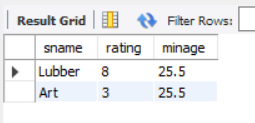 Result Grid Filter Rows:
sname rating minage
Lubber 8 25.5
Art 3 25.5